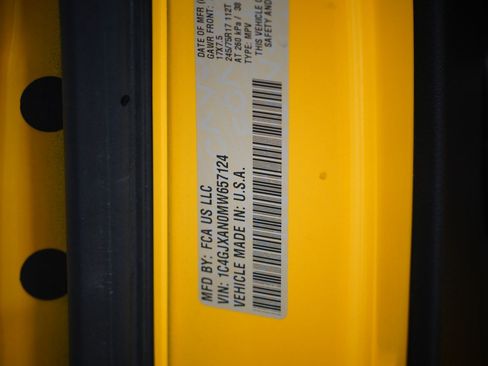 DATE OF MFR
GAWR FRONT:
17X7.5
245/75R17 112T
AT 260 kPa / 38
TYPE: MPV
THIS VEHICLE
SAFETY AND
MFD BY: FCA US LLC
VIN: 1C4GJXAN0MW657124
VEHICLE MADE IN: U.S.A.